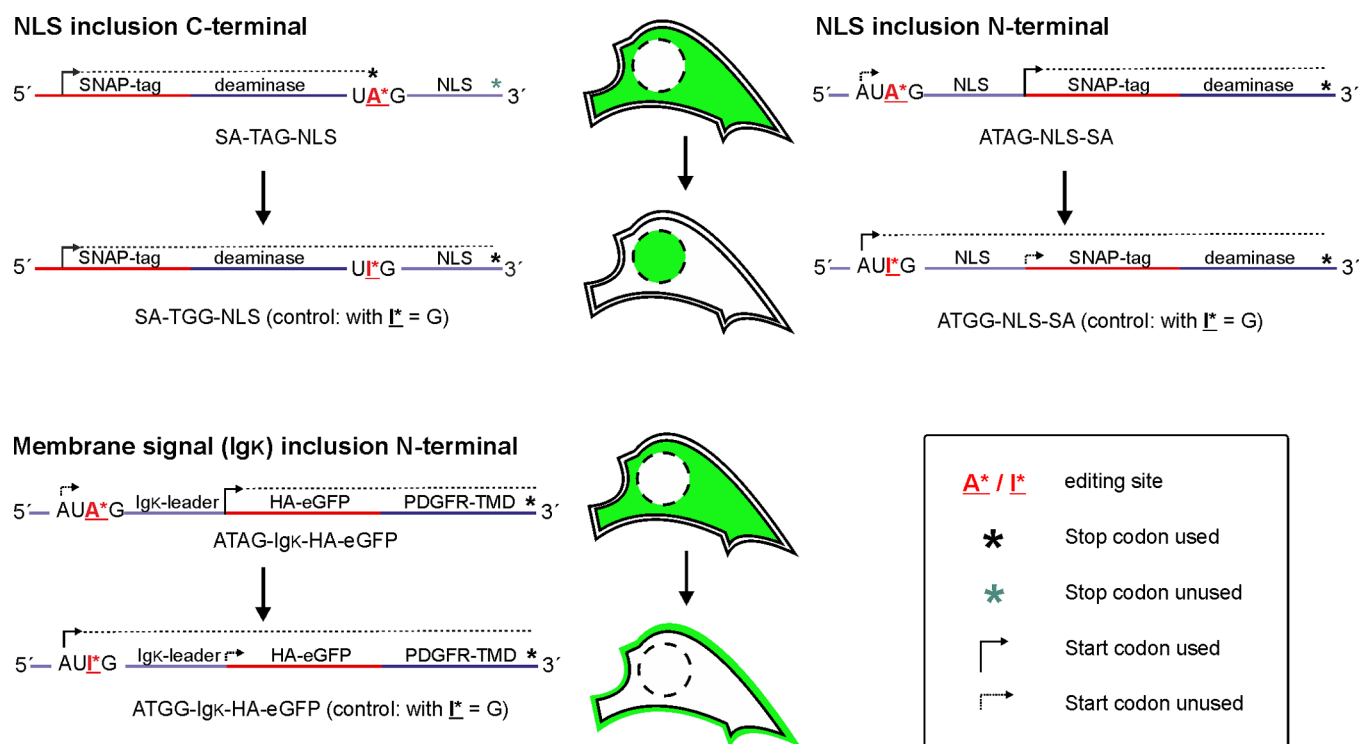 NLS inclusion C-terminal
SNAP-tag deaminase * NLS *
5´ UA*G 3´
SA-TAG-NLS
SNAP-tag deaminase NLS *
5´ UI*G 3´
SA-TGG-NLS (control: with I* = G)
NLS inclusion N-terminal
NLS SNAP-tag deaminase *
5´ AUA*G 3´
ATAG-NLS-SA
NLS SNAP-tag deaminase *
5´ AUI*G 3´
ATGG-NLS-SA (control: with I* = G)
Membrane signal (Igκ) inclusion N-terminal
Igκ-leader HA-eGFP PDGFR-TMD *
5´ AUA*G 3´
ATAG-Igκ-HA-eGFP
Igκ-leader HA-eGFP PDGFR-TMD *
5´ AUI*G 3´
ATGG-Igκ-HA-eGFP (control: with I* = G)
A* / I* editing site
* Stop codon used
* Stop codon unused
Start codon used
Start codon unused